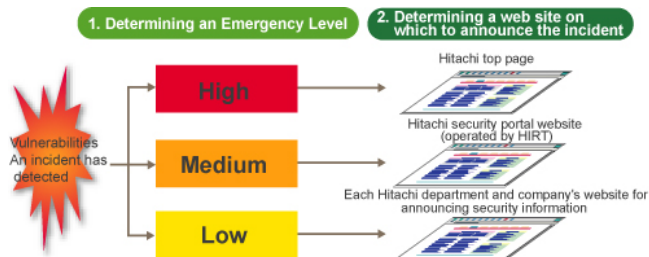 1. Determining an Emergency Level
2. Determining a web site on
which to announce the incident
Vulnerabilities
An incident has
detected
High
Medium
Low
Hitachi top page
Hitachi security portal website
(operated by HIRT)
Each Hitachi department and company's website for
announcing security information